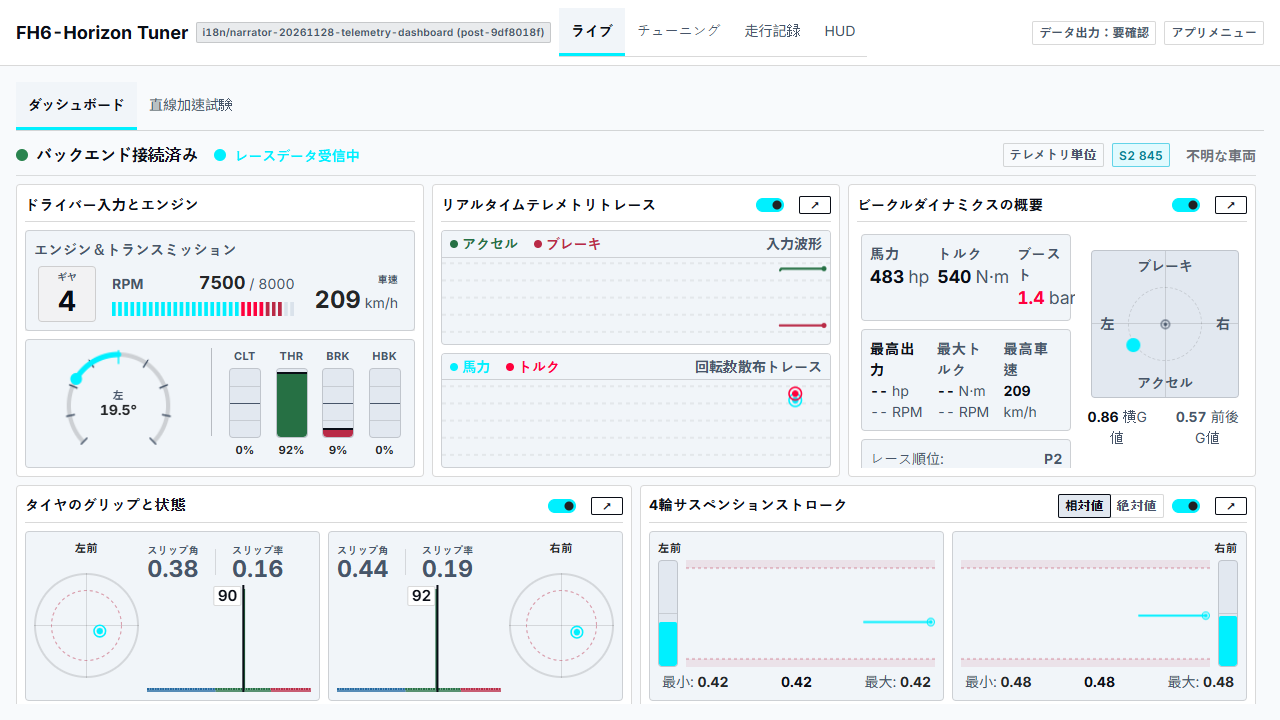 FH6-Horizon Tuner
i18n/narrator-20261128-telemetry-dashboard (post-9df8018f)
ライブ
チューニング
走行記録
HUD
データ出力：要確認
アプリメニュー
ダッシュボード
直線加速試験
バックエンド接続済み
レースデータ受信中
テレメトリ単位
S2 845
不明な車両
ドライバー入力とエンジン
エンジン＆トランスミッション
ギヤ
4
RPM
7500 / 8000
車速
209 km/h
左
19.5°
CLT
THR
BRK
HBK
0%
92%
9%
0%
リアルタイムテレメトリトレース
↗
アクセル
ブレーキ
入力波形
馬力
トルク
回転数散布トレース
ビークルダイナミクスの概要
↗
馬力
483 hp
トルク
540 N·m
ブース
ト
1.4 bar
最高出
力
-- hp
-- RPM
最大ト
ルク
-- N·m
-- RPM
最高車
速
209
km/h
レース順位:
P2
ブレーキ
左
右
アクセル
0.86 横G
値
0.57 前後
G値
タイヤのグリップと状態
↗
左前
スリップ角
0.38
スリップ率
0.16
90
スリップ角
0.44
スリップ率
0.19
92
右前
4輪サスペンションストローク
相対値
絶対値
↗
左前
最小: 0.42
0.42
最大: 0.42
右前
最小: 0.48
0.48
最大: 0.48